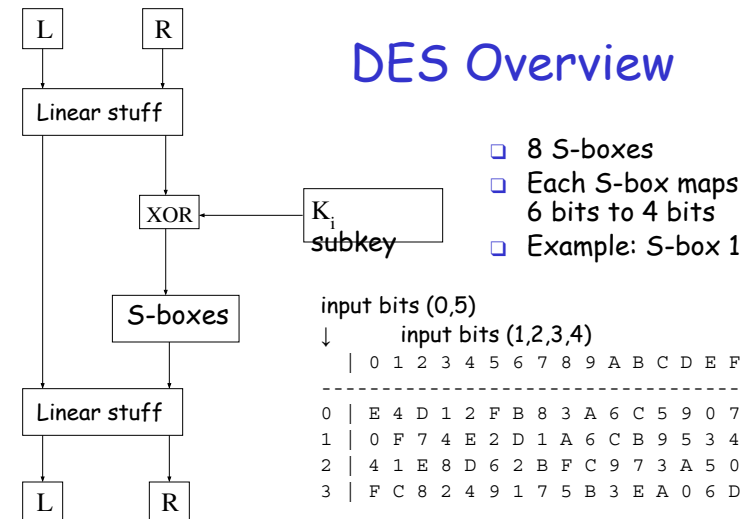 DES Overview
L
R
Linear stuff
XOR
Ki
subkey
S-boxes
Linear stuff
L
R
❑ 8 S-boxes
❑ Each S-box maps
6 bits to 4 bits
❑ Example: S-box 1
input bits (0,5)
↓ input bits (1,2,3,4)
| 0 1 2 3 4 5 6 7 8 9 A B C D E F
-----------------------------------
0 | E 4 D 1 2 F B 8 3 A 6 C 5 9 0 7
1 | 0 F 7 4 E 2 D 1 A 6 C B 9 5 3 4
2 | 4 1 E 8 D 6 2 B F C 9 7 3 A 5 0
3 | F C 8 2 4 9 1 7 5 B 3 E A 0 6 D